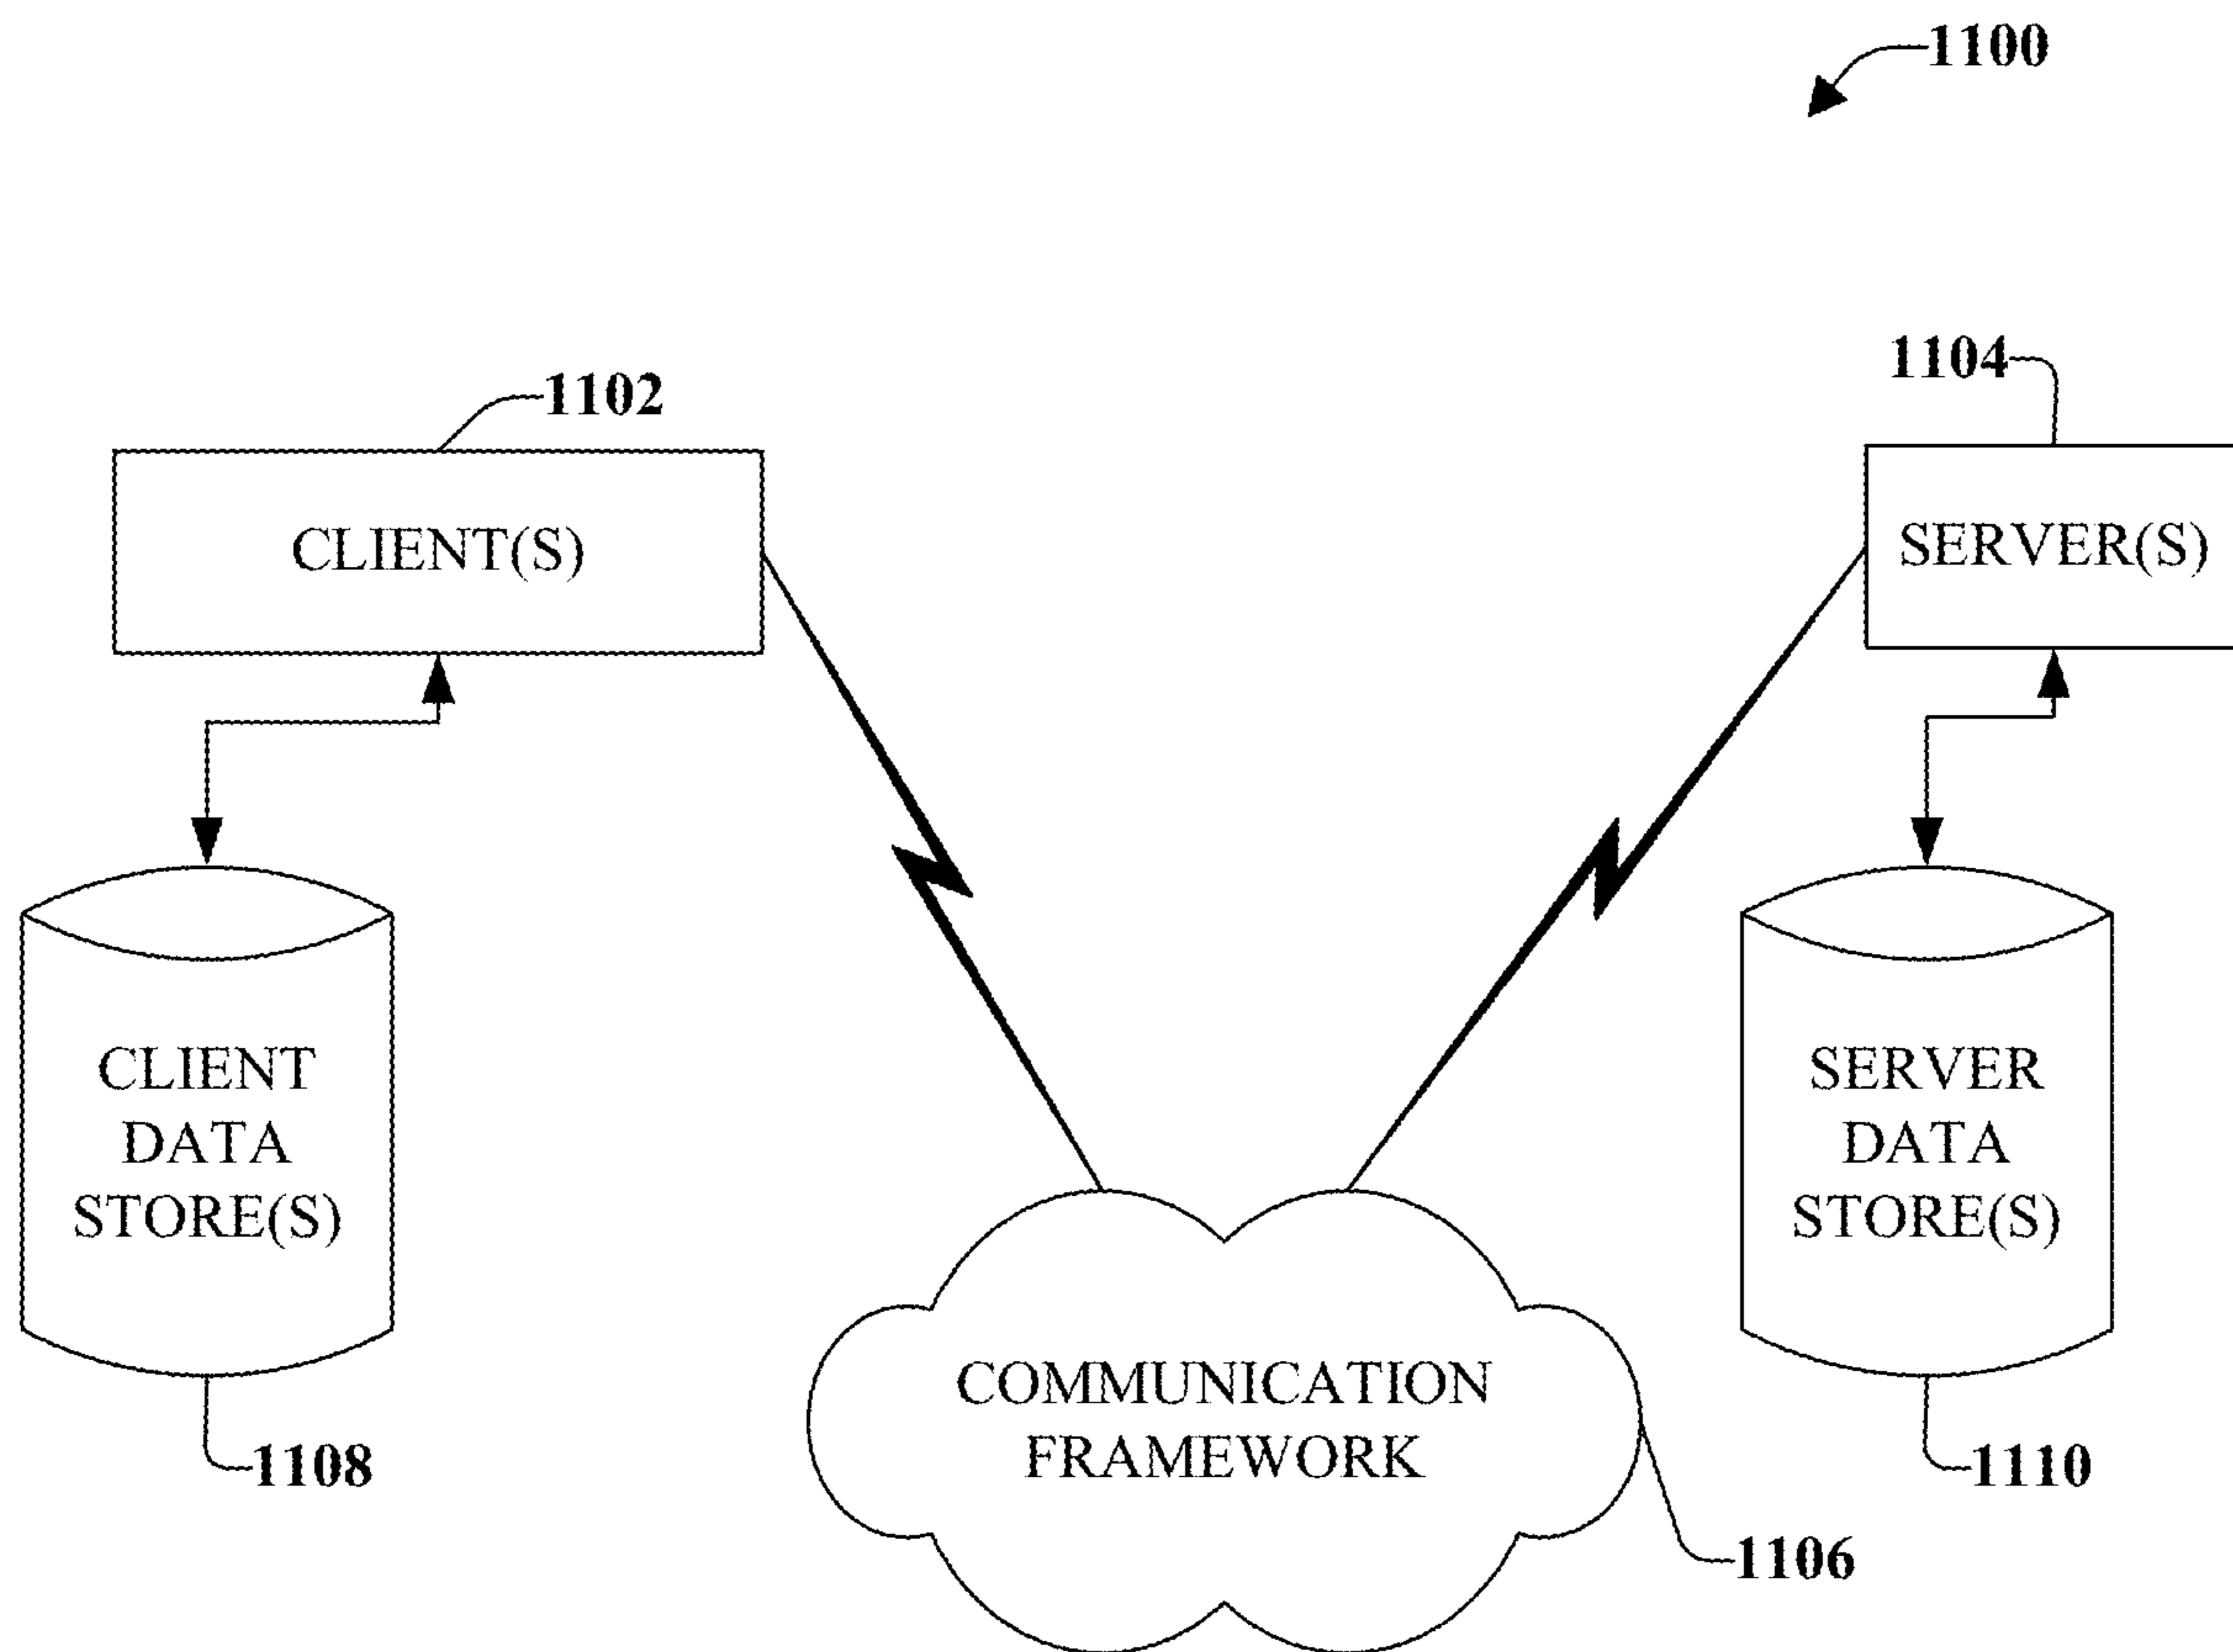 1100
1104
1102
CLIENT(S)
SERVER(S)
CLIENT
DATA
STORE(S)
SERVER
DATA
STORE(S)
COMMUNICATION
FRAMEWORK
1108
1110
1106